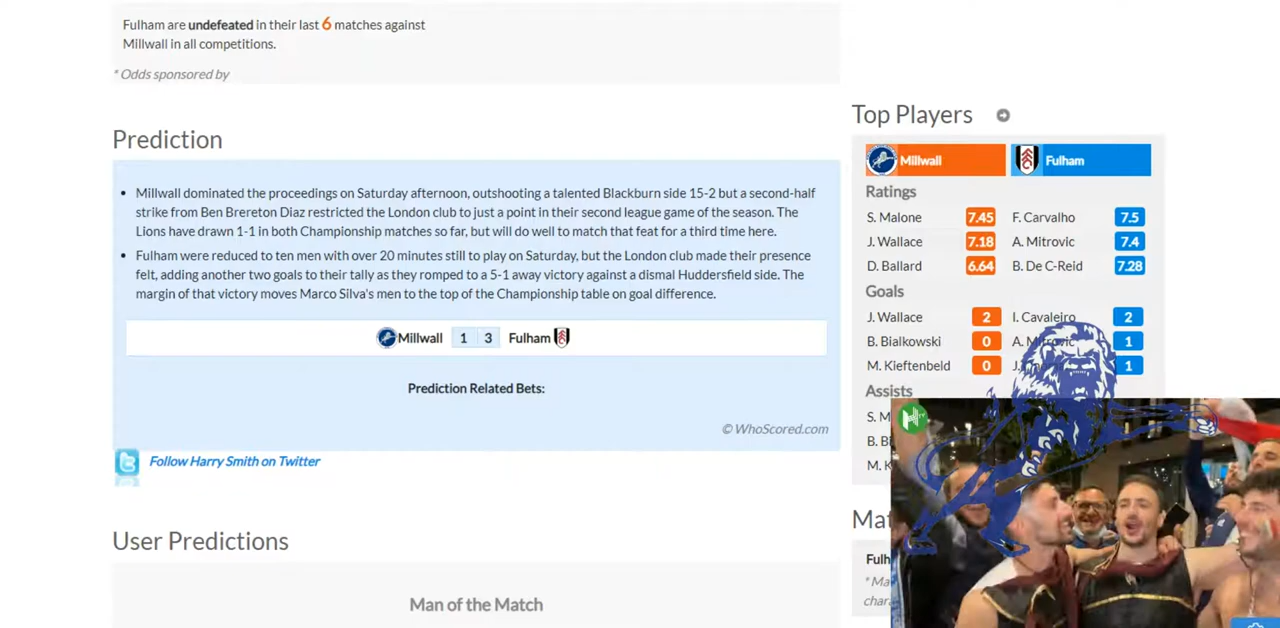 Fulham are undefeated in their last 6 matches against
Millwall in all competitions.
* Odds sponsored by
Prediction
Millwall dominated the proceedings on Saturday afternoon, outshooting a talented Blackburn side 15-2 but a second-half
strike from Ben Brereton Diaz restricted the London club to just a point in their second league game of the season. The
Lions have drawn 1-1 in both Championship matches so far, but will do well to match that feat for a third time here.
Fulham were reduced to ten men with over 20 minutes still to play on Saturday, but the London club made their presence
felt, adding another two goals to their tally as they romped to a 5-1 away victory against a dismal Huddersfield side. The
margin of that victory moves Marco Silva's men to the top of the Championship table on goal difference.
Millwall 1 3 Fulham
Prediction Related Bets:
© WhoScored.com
Follow Harry Smith on Twitter
User Predictions
Man of the Match
Top Players
Millwall Fulham
Ratings
S. Malone 7.45 F. Carvalho 7.5
J. Wallace 7.18 A. Mitrovic 7.4
D. Ballard 6.64 B. De C-Reid 7.28
Goals
J. Wallace 2 I. Cavaleiro 2
B. Bialkowski 0 A. Mitrovic 1
M. Kieftenbeld 0 1
Assists
S. M
B. Bi
M. K
Mat
Fulh
* Ma
chara